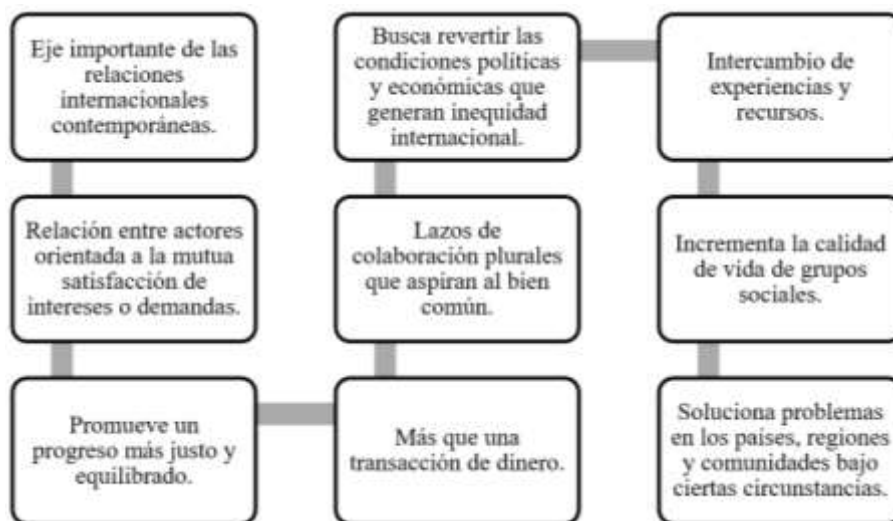 Eje importante de las
relaciones
internacionales
contemporáneas.
Relación entre actores
orientada a la mutua
satisfacción de
intereses o demandas.
Promueve un
progreso más justo y
equilibrado.
Más que una
transacción de dinero.
Lazos de
colaboración plurales
que aspiran al bien
común.
Busca revertir las
condiciones políticas
y económicas que
generan inequidad
internacional.
Intercambio de
experiencias y
recursos.
Incrementa la calidad
de vida de grupos
sociales.
Soluciona problemas
en los países, regiones
y comunidades bajo
ciertas circunstancias.